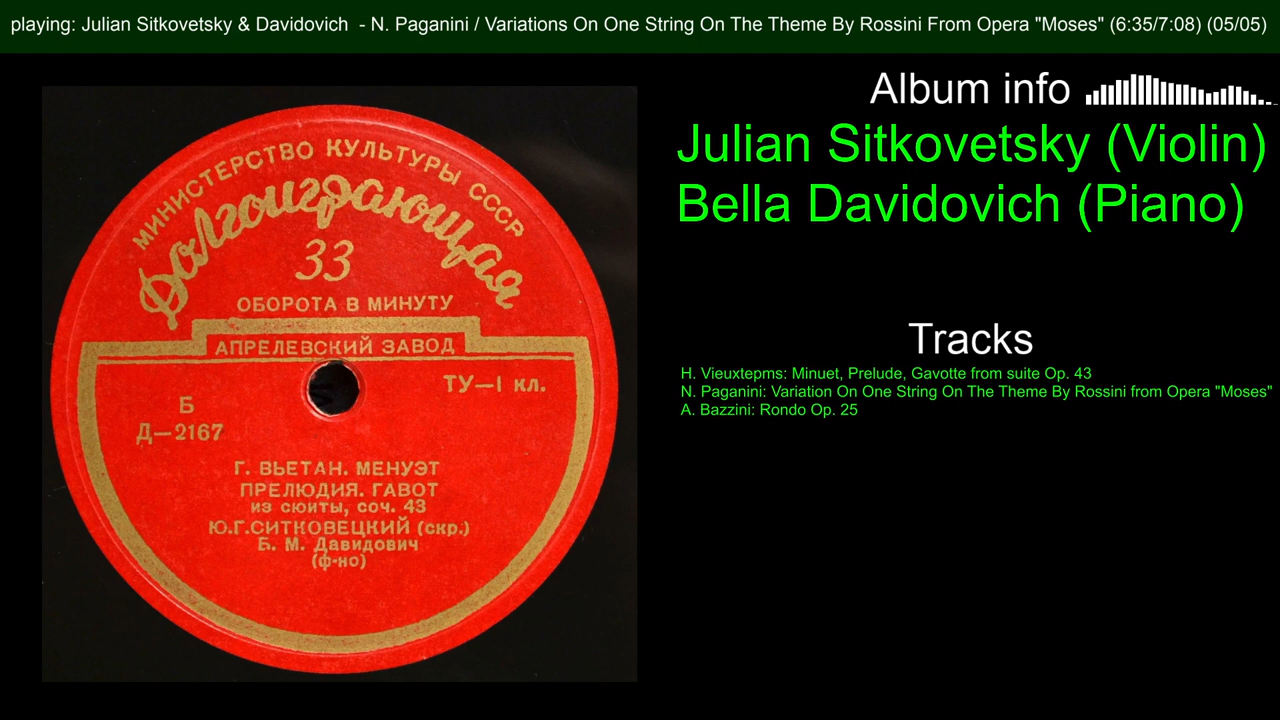 playing: Julian Sitkovetsky & Davidovich  - N. Paganini / Variations On One String On The Theme By Rossini From Opera "Moses" (6:35/7:08) (05/05)
МИНИСТЕРСТВО КУЛЬТУРЫ СССР
Долгоиграющая
33
ОБОРОТА В МИНУТУ
АПРЕЛЕВСКИЙ ЗАВОД
ТУ—1 кл.
Б
Д—2167
Г. ВЬЕТАН. МЕНУЭТ
ПРЕЛЮДИЯ. ГАВОТ
из сюиты, соч. 43
Ю.Г.СИТКОВЕЦКИЙ (скр.)
Б. М. Давидович
(ф-но)
Album info
Julian Sitkovetsky (Violin)
Bella Davidovich (Piano)
Tracks
H. Vieuxtepms: Minuet, Prelude, Gavotte from suite Op. 43
N. Paganini: Variation On One String On The Theme By Rossini from Opera "Moses"
A. Bazzini: Rondo Op. 25